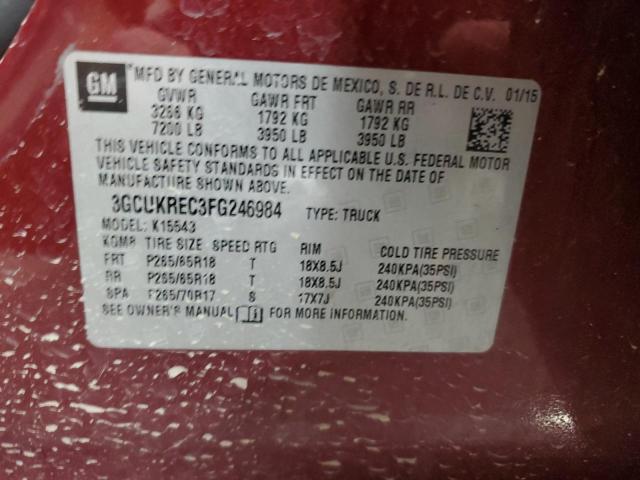 GM
MFD BY GENERAL MOTORS DE MEXICO, S. DE R.L. DE C.V. 01/15
GVWR GAWR FRT GAWR RR
3266 KG 1792 KG 1792 KG
7200 LB 3950 LB 3950 LB
THIS VEHICLE CONFORMS TO ALL APPLICABLE U.S. FEDERAL MOTOR
VEHICLE SAFETY STANDARDS IN EFFECT ON THE DATE OF
MANUFACTURE SHOWN ABOVE.
3GCUKREC3FG246984 TYPE: TRUCK
MODEL: K15543
TIRE SIZE SPEED RTG RIM COLD TIRE PRESSURE
FRT P265/65R18 T 18X8.5J 240KPA(35PSI)
RR P265/65R18 T 18X8.5J 240KPA(35PSI)
SPA P265/70R17 S 17X7J 240KPA(35PSI)
SEE OWNER'S MANUAL FOR MORE INFORMATION.